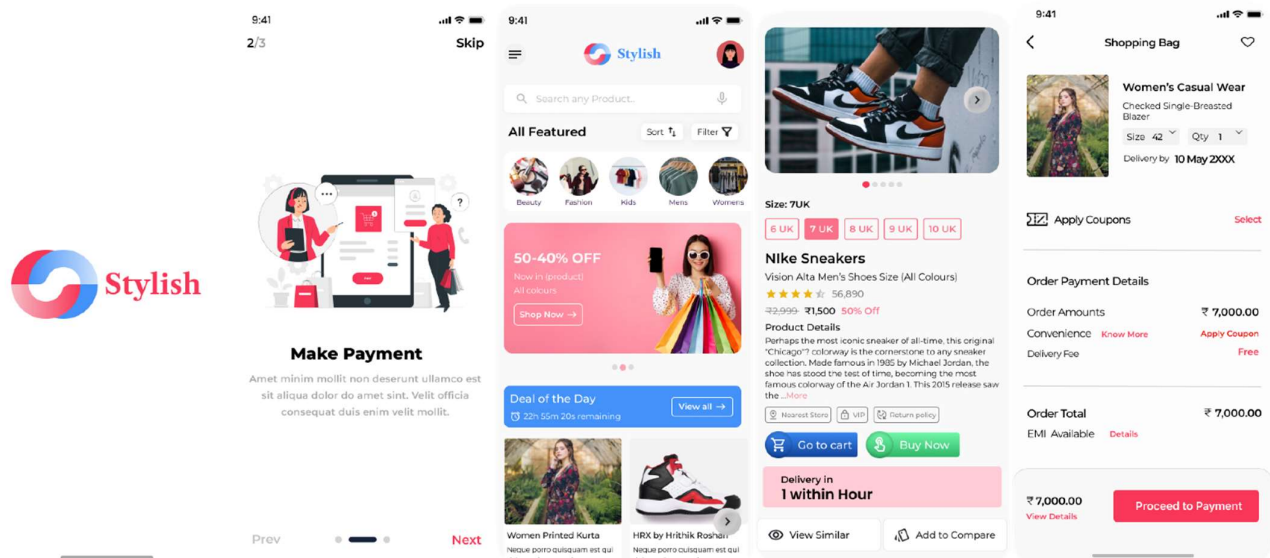 Stylish
9:41
2/3
Skip
Make Payment
Amet minim mollit non deserunt ullamco est
sit aliqua dolor do amet sint. Velit officia
consequat duis enim velit mollit.
Prev
Next
9:41
Stylish
Search any Product..
All Featured
Sort
Filter
Beauty
Fashion
Kids
Mens
Womens
50-40% OFF
Now in (product)
All colours
Shop Now →
Deal of the Day
22h 55m 20s remaining
View all →
Women Printed Kurta
Neque porro quisquam est qui
HRX by Hrithik Roshan
Neque porro quisquam est qui
Size: 7UK
6 UK
7 UK
8 UK
9 UK
10 UK
NIke Sneakers
Vision Alta Men's Shoes Size (All Colours)
56,890
₹2,999 ₹1,500 50% Off
Product Details
Perhaps the most iconic sneaker of all-time, this original
"Chicago"? colorway is the cornerstone to any sneaker
collection. Made famous in 1985 by Michael Jordan, the
shoe has stood the test of time, becoming the most
famous colorway of the Air Jordan 1. This 2015 release saw
the ...More
Nearest Store
VIP
Return policy
Go to cart
Buy Now
Delivery in
1 within Hour
View Similar
Add to Compare
9:41
Shopping Bag
Women's Casual Wear
Checked Single-Breasted
Blazer
Size 42
Qty 1
Delivery by 10 May 2XXX
Apply Coupons
Select
Order Payment Details
Order Amounts
₹ 7,000.00
Convenience Know More
Apply Coupon
Delivery Fee
Free
Order Total
₹ 7,000.00
EMI Available Details
₹ 7,000.00
View Details
Proceed to Payment